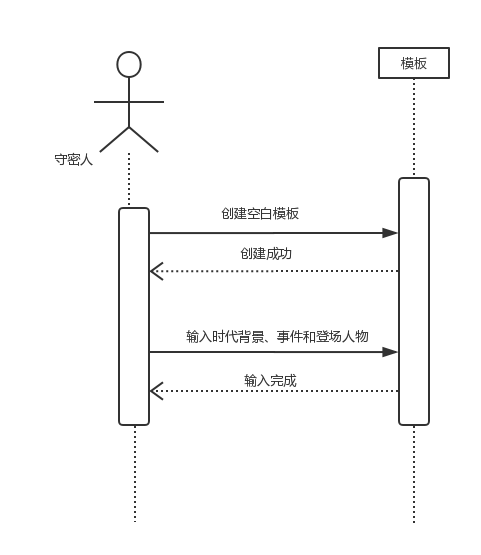 模板
守密人
创建空白模板
创建成功
输入时代背景、事件和登场人物
输入完成